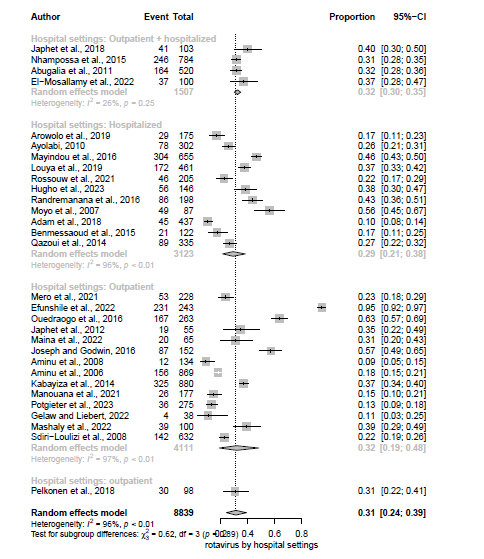 Author Event Total Proportion 95%-CI
Hospital settings: Outpatient + hospitalized
Japhet et al., 2018 41 103 0.40 [0.30; 0.50]
Nhampossa et al., 2015 246 784 0.31 [0.28; 0.35]
Abugalia et al., 2011 164 520 0.32 [0.28; 0.36]
El-Mosallamy et al., 2022 37 100 0.37 [0.28; 0.47]
Random effects model 1507 0.32 [0.30; 0.35]
Heterogeneity: I² = 26%, p = 0.25
Hospital settings: Hospitalized
Arowolo et al., 2019 29 175 0.17 [0.11; 0.23]
Ayolabi, 2010 78 302 0.26 [0.21; 0.31]
Mayindou et al., 2016 304 655 0.46 [0.43; 0.50]
Louya et al., 2019 172 461 0.37 [0.33; 0.42]
Rossouw et al., 2021 46 205 0.22 [0.17; 0.29]
Hugho et al., 2023 56 146 0.38 [0.30; 0.47]
Randremanana et al., 2016 86 198 0.43 [0.36; 0.51]
Moyo et al., 2007 49 87 0.56 [0.45; 0.67]
Adam et al., 2018 45 437 0.10 [0.08; 0.14]
Benmessaoud et al., 2015 21 122 0.17 [0.11; 0.25]
Qazoui et al., 2014 89 335 0.27 [0.22; 0.32]
Random effects model 3123 0.29 [0.21; 0.38]
Heterogeneity: I² = 96%, p < 0.01
Hospital settings: Outpatient
Mero et al., 2021 53 228 0.23 [0.18; 0.29]
Efunshile et al., 2022 231 243 0.95 [0.92; 0.97]
Ouedraogo et al., 2016 167 263 0.63 [0.57; 0.69]
Japhet et al., 2012 19 55 0.35 [0.22; 0.49]
Maina et al., 2022 20 65 0.31 [0.20; 0.43]
Joseph and Godwin, 2016 87 152 0.57 [0.49; 0.65]
Aminu et al., 2008 12 134 0.09 [0.05; 0.15]
Aminu et al., 2006 156 869 0.18 [0.15; 0.21]
Kabayiza et al., 2014 325 880 0.37 [0.34; 0.40]
Manouana et al., 2021 26 177 0.15 [0.10; 0.21]
Potgieter et al., 2023 36 275 0.13 [0.09; 0.18]
Gelaw and Liebert, 2022 4 38 0.11 [0.03; 0.25]
Mashaly et al., 2022 39 100 0.39 [0.29; 0.49]
Sdiri-Loulizi et al., 2008 142 632 0.22 [0.19; 0.26]
Random effects model 4111 0.32 [0.19; 0.48]
Heterogeneity: I² = 97%, p < 0.01
Hospital settings: outpatient
Pelkonen et al., 2018 30 98 0.31 [0.22; 0.41]
Random effects model 8839 0.31 [0.24; 0.39]
Heterogeneity: I² = 96%, p < 0.01
Test for subgroup differences: χ²₃ = 0.62, df = 3 (p = 0.89) 0.2 0.4 0.6 0.8
rotavirus by hospital settings